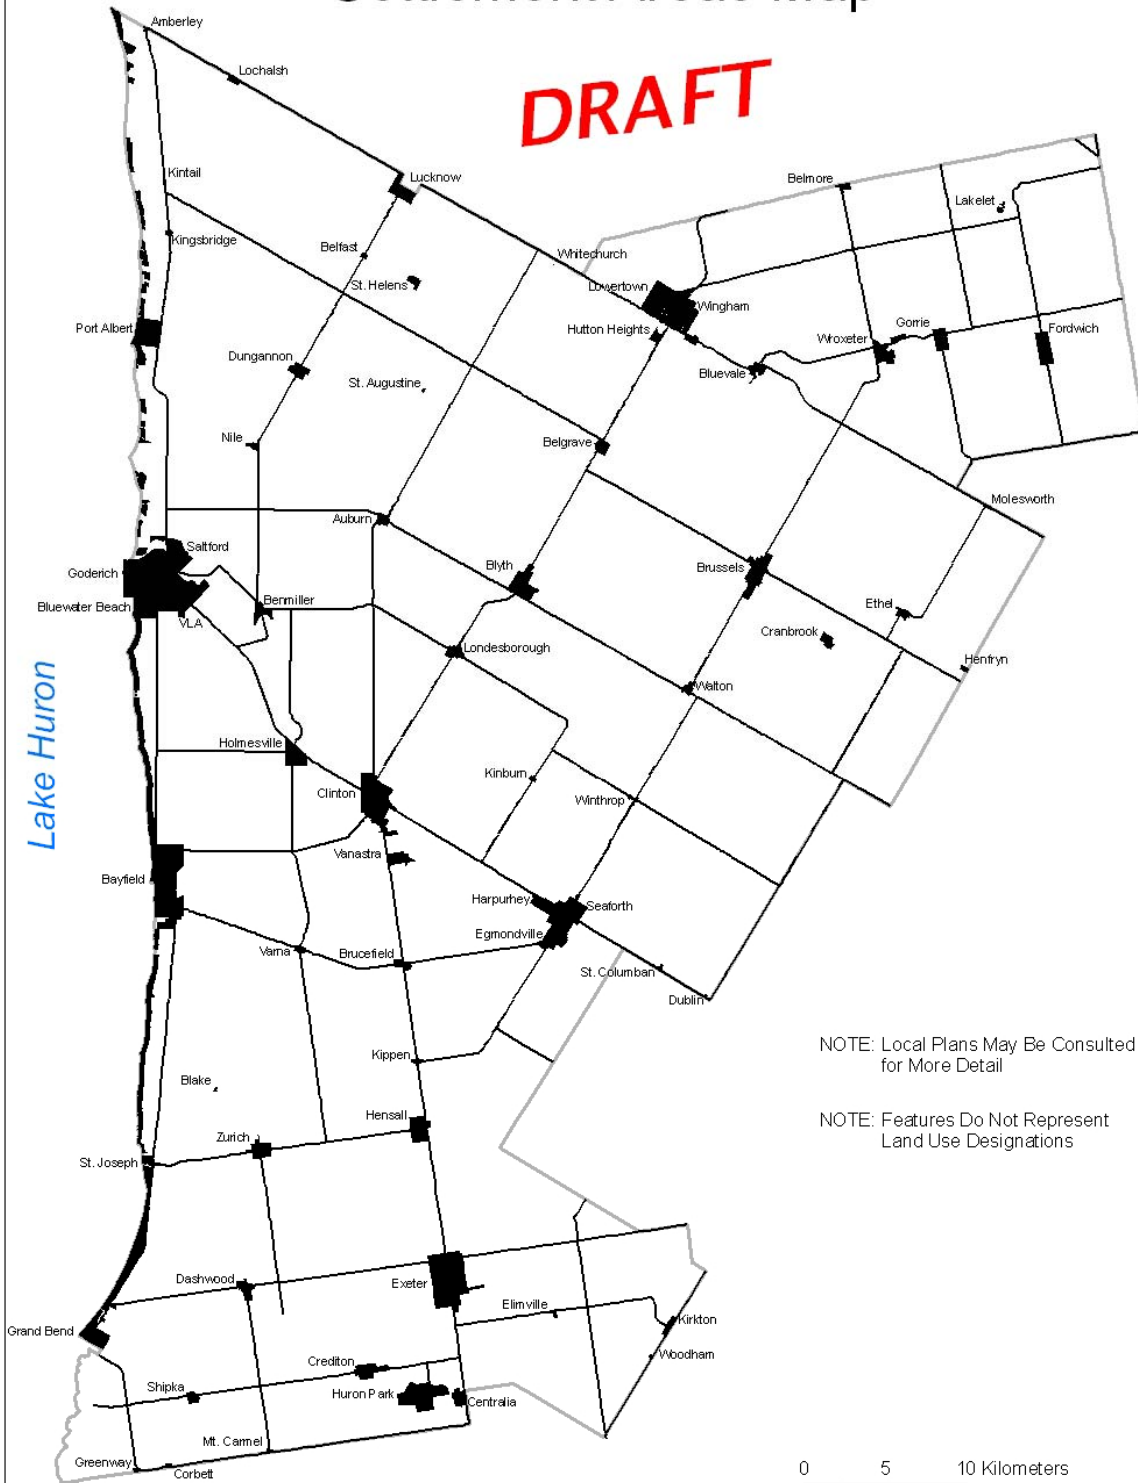 Amberley
DRAFT
Lochalsh
Kintail
Lucknow
Belmore
Lakelet
Kingsbridge
Belfast
Whitechurch
St. Helens
Lowertown
Wingham
Port Albert
Hutton Heights
Wroxeter
Gorrie
Fordwich
Dungannon
St. Augustine
Bluevale
Nile
Belgrave
Molesworth
Auburn
Saltford
Goderich
Blyth
Brussels
Bluewater Beach
Benmiller
Ethel
VLA
Cranbrook
Londesborough
Henfryn
Lake Huron
Walton
Holmesville
Kinburn
Clinton
Winthrop
Vanastra
Bayfield
Harpurhey
Seaforth
Egmondville
Varna
Brucefield
St. Columban
Dublin
NOTE: Local Plans May Be Consulted
for More Detail
Kippen
Blake
Hensall
NOTE: Features Do Not Represent
Land Use Designations
Zurich
St. Joseph
Dashwood
Exeter
Elimville
Grand Bend
Kirkton
Woodham
Crediton
Shipka
Huron Park
Centralia
Mt. Carmel
Greenway
Corbett
0 5 10 Kilometers